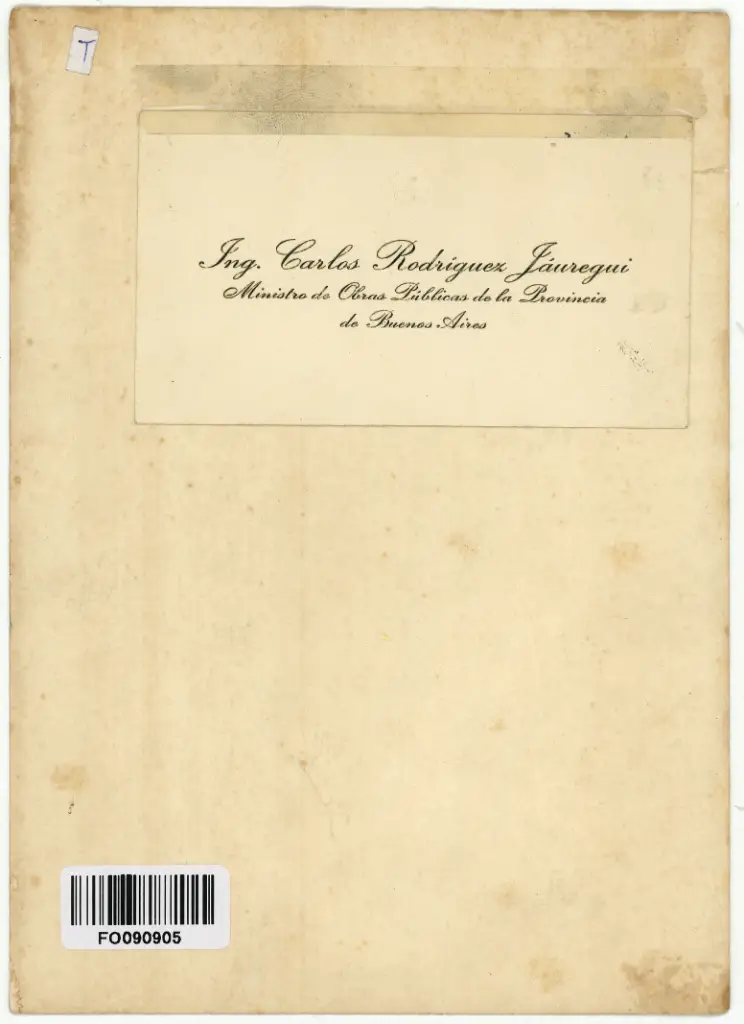 T
Ing. Carlos Rodríguez Jáuregui
Ministro de Obras Públicas de la Provincia
de Buenos Aires
FO090905